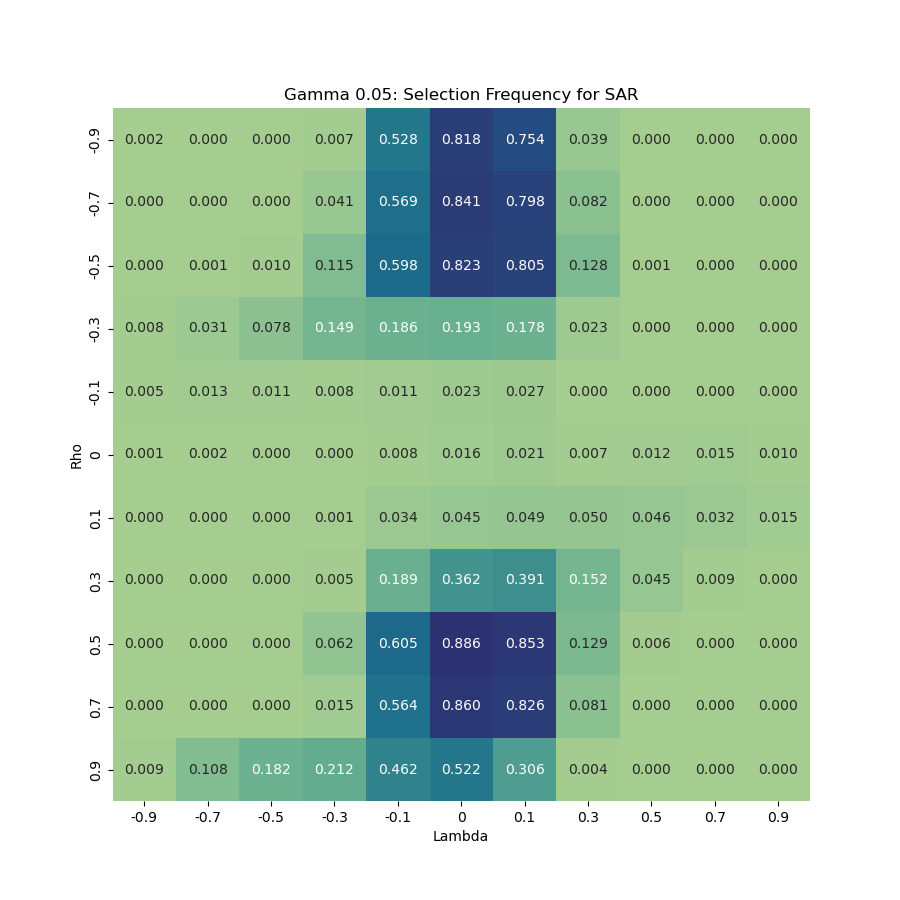 Gamma 0.05: Selection Frequency for SAR
-0.9 0.002 0.000 0.000 0.007 0.528 0.818 0.754 0.039 0.000 0.000 0.000
-0.7 0.000 0.000 0.000 0.041 0.569 0.841 0.798 0.082 0.000 0.000 0.000
-0.5 0.000 0.001 0.010 0.115 0.598 0.823 0.805 0.128 0.001 0.000 0.000
-0.3 0.008 0.031 0.078 0.149 0.186 0.193 0.178 0.023 0.000 0.000 0.000
-0.1 0.005 0.013 0.011 0.008 0.011 0.023 0.027 0.000 0.000 0.000 0.000
Rho
0 0.001 0.002 0.000 0.000 0.008 0.016 0.021 0.007 0.012 0.015 0.010
0.1 0.000 0.000 0.000 0.001 0.034 0.045 0.049 0.050 0.046 0.032 0.015
0.3 0.000 0.000 0.000 0.005 0.189 0.362 0.391 0.152 0.045 0.009 0.000
0.5 0.000 0.000 0.000 0.062 0.605 0.886 0.853 0.129 0.006 0.000 0.000
0.7 0.000 0.000 0.000 0.015 0.564 0.860 0.826 0.081 0.000 0.000 0.000
0.9 0.009 0.108 0.182 0.212 0.462 0.522 0.306 0.004 0.000 0.000 0.000
-0.9 -0.7 -0.5 -0.3 -0.1 0 0.1 0.3 0.5 0.7 0.9
Lambda